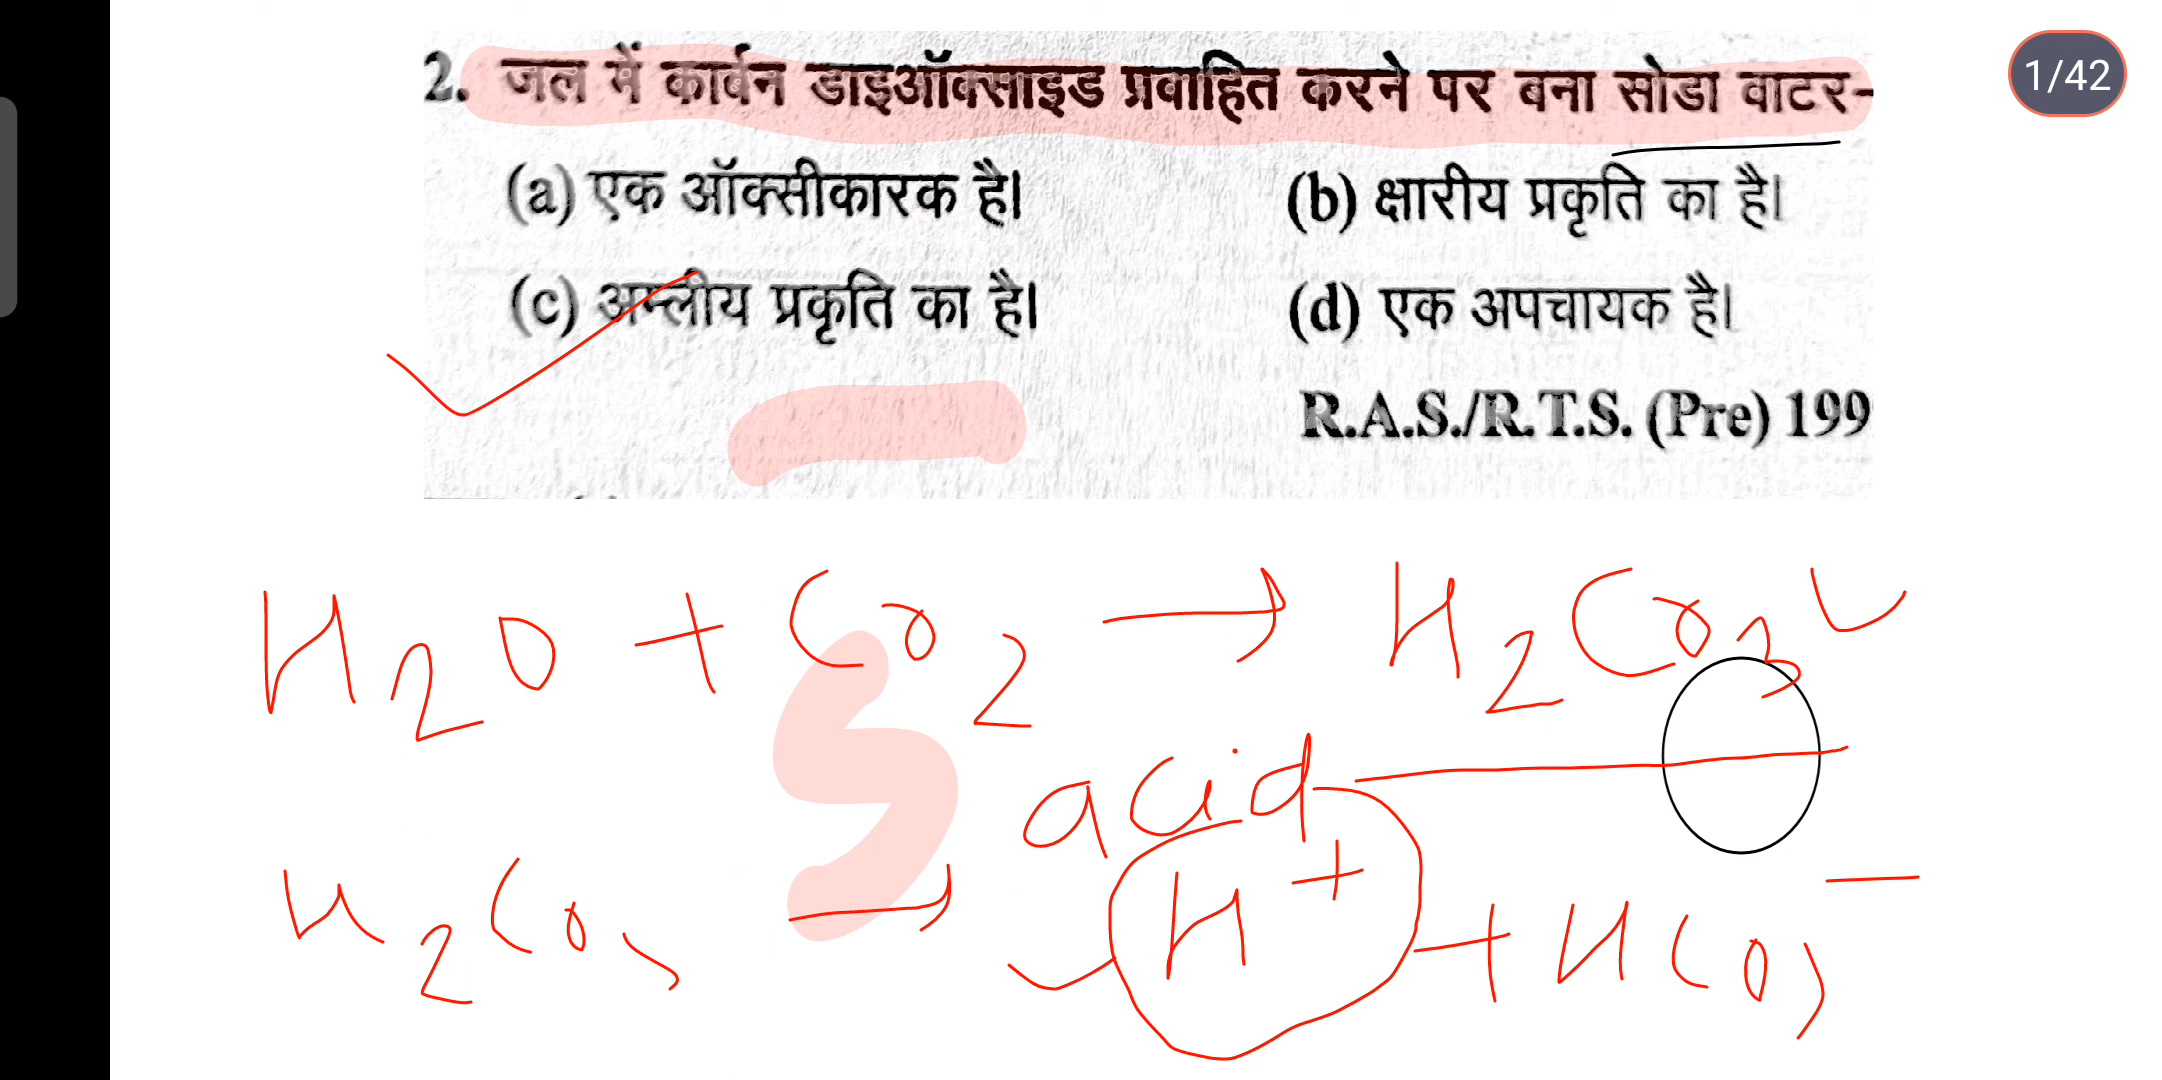 1/42
2. जल में कार्बन डाइऑक्साइड प्रवाहित करने पर बना सोडा वाटर-
(a) एक ऑक्सीकारक है। (b) क्षारीय प्रकृति का है।
(c) अम्लीय प्रकृति का है। (d) एक अपचायक है।
R.A.S./R.T.S. (Pre) 199
H2O + CO2 → H2CO3
acid
H2CO3 → H+ + HCO3−